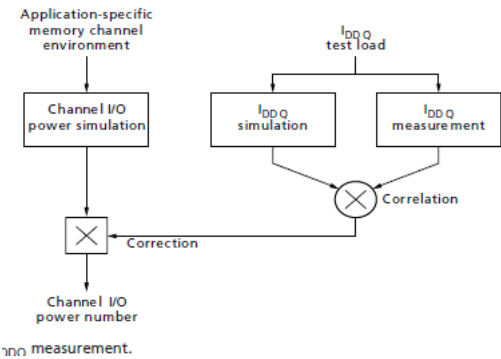 Application-specific
memory channel
environment
IDDQ
test load
Channel I/O
power simulation
IDDQ
simulation
IDDQ
measurement
Correlation
Correction
Channel I/O
power number
DDQ measurement.